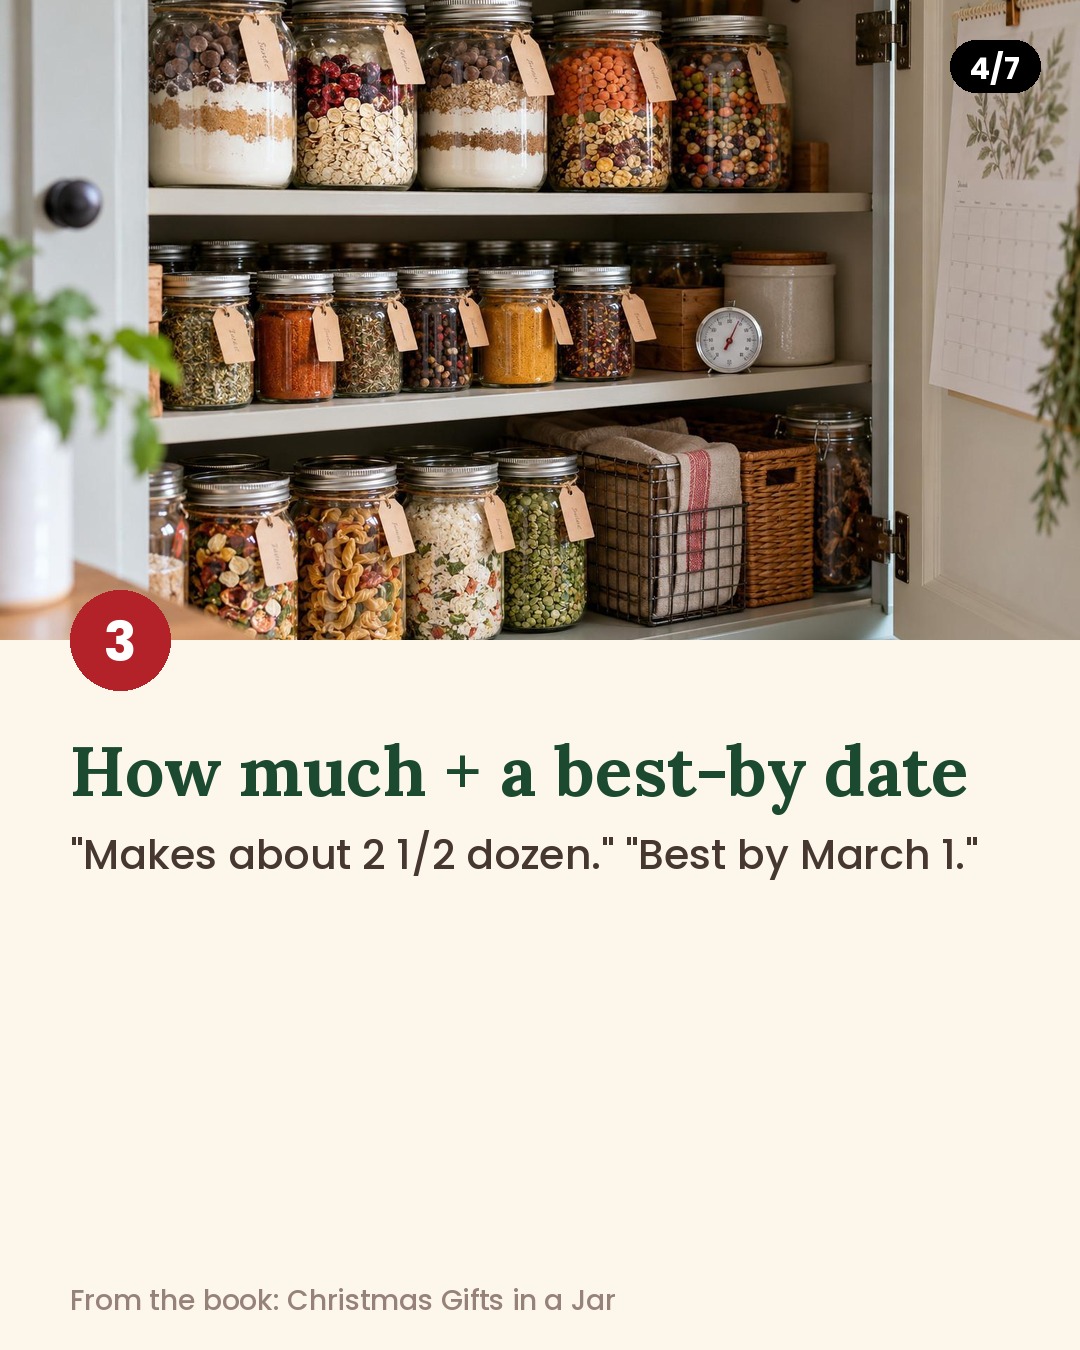 4/7
3
How much + a best-by date
"Makes about 2 1/2 dozen." "Best by March 1."
From the book: Christmas Gifts in a Jar